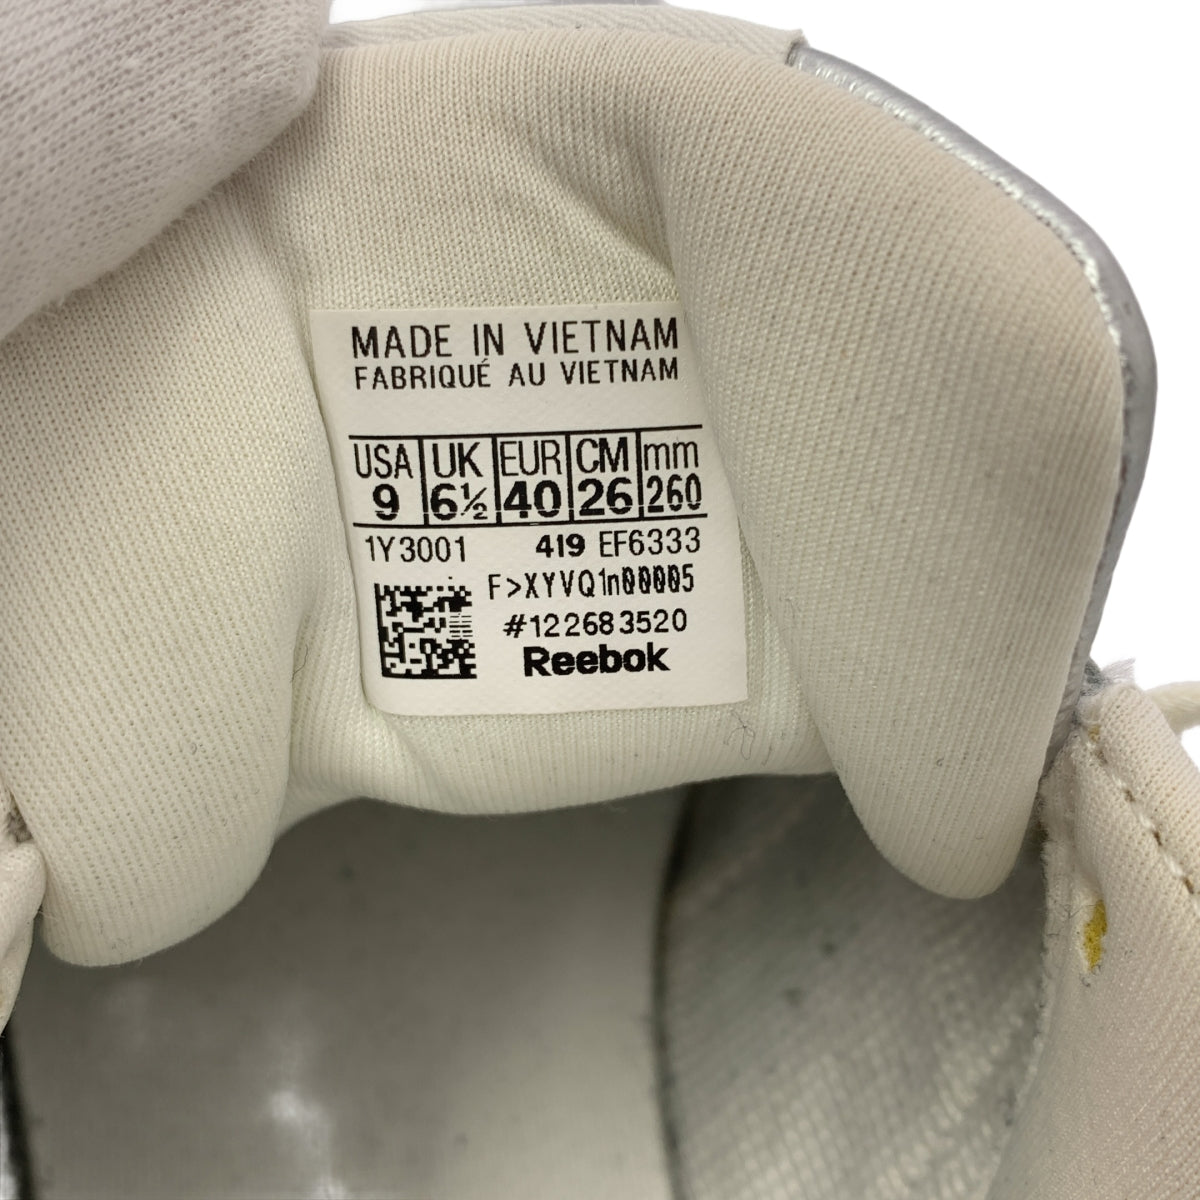 MADE IN VIETNAM
FABRIQUÉ AU VIETNAM
USA UK EUR CM mm
9 6½ 40 26 260
1Y3001 419 EF6333
F>XYVQ1n00005
#122683520
Reebok